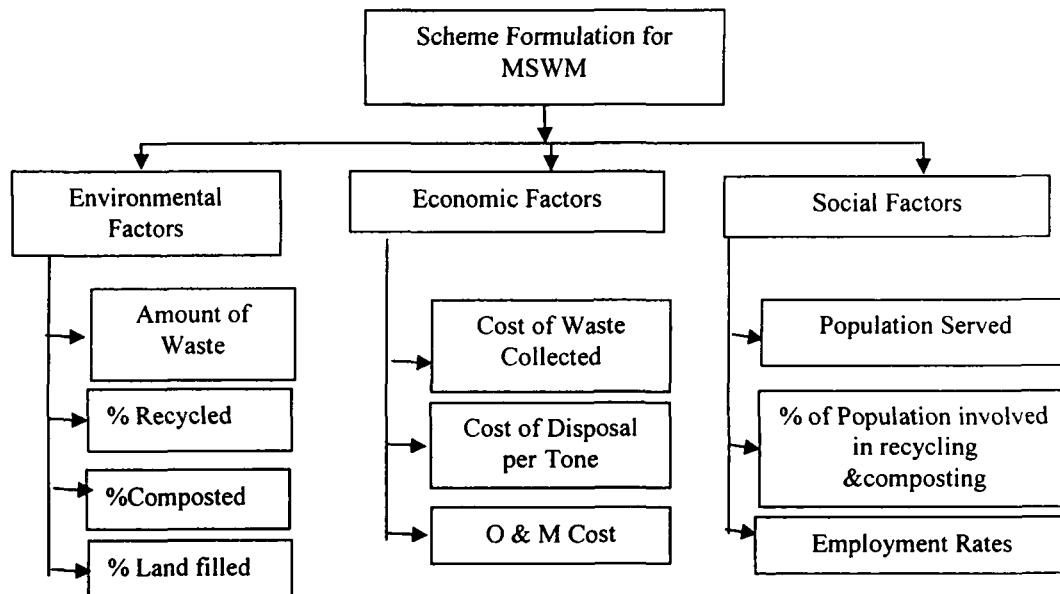 Scheme Formulation for
MSWM
Environmental
Factors
Economic Factors
Social Factors
Amount of
Waste
% Recycled
%Composted
% Land filled
Cost of Waste
Collected
Cost of Disposal
per Tone
O & M Cost
Population Served
% of Population involved
in recycling
&composting
Employment Rates